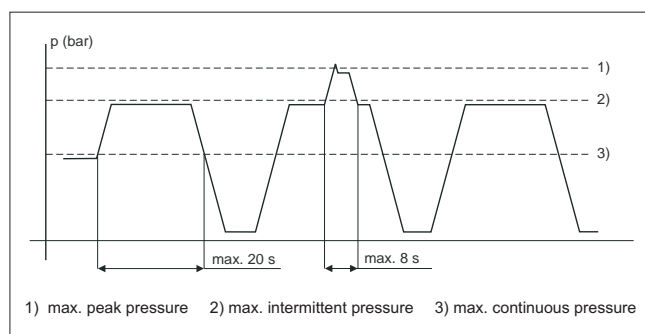 p (bar)
1)
2)
3)
max. 20 s
max. 8 s
1) max. peak pressure 2) max. intermittent pressure 3) max. continuous pressure